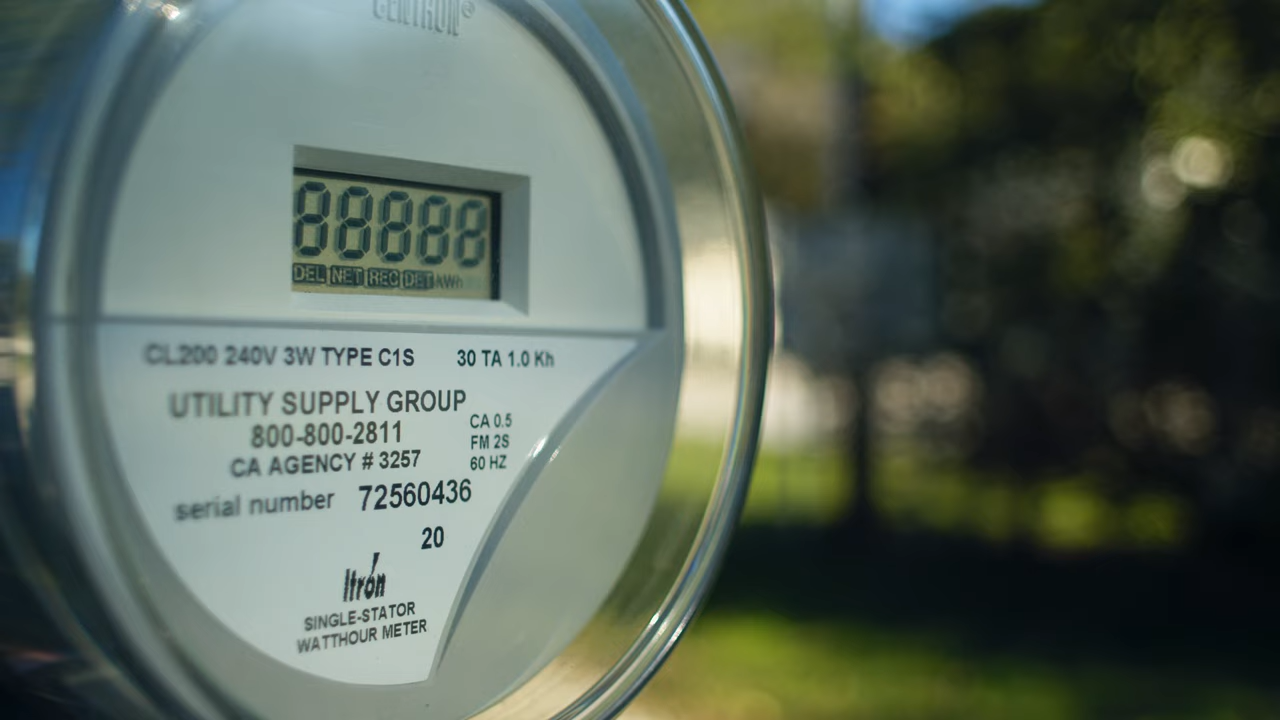 CENTRON®
88888
DEL NET REC DET kWh
CL200 240V 3W TYPE C1S 30 TA 1.0 Kh
UTILITY SUPPLY GROUP
800-800-2811
CA AGENCY # 3257
CA 0.5
FM 2S
60 HZ
serial number 72560436
20
Itrón
SINGLE-STATOR
WATTHOUR METER